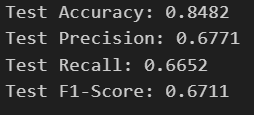 Test Accuracy: 0.8482
Test Precision: 0.6771
Test Recall: 0.6652
Test F1-Score: 0.6711